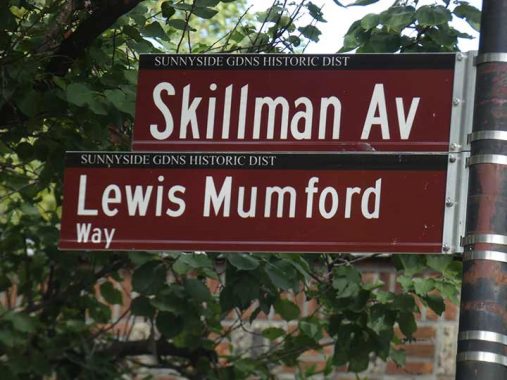 SUNNYSIDE GDNS HISTORIC DIST
Skillman Av
SUNNYSIDE GDNS HISTORIC DIST
Lewis Mumford
Way